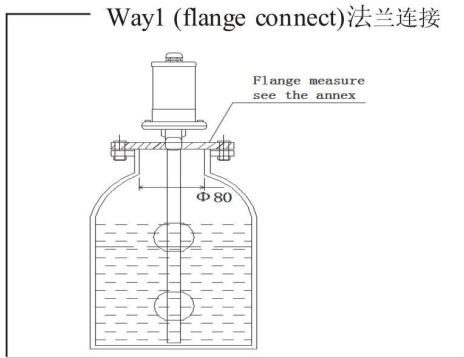 Way1 (flange connect)法兰连接
Flange measure
see the annex
Φ80